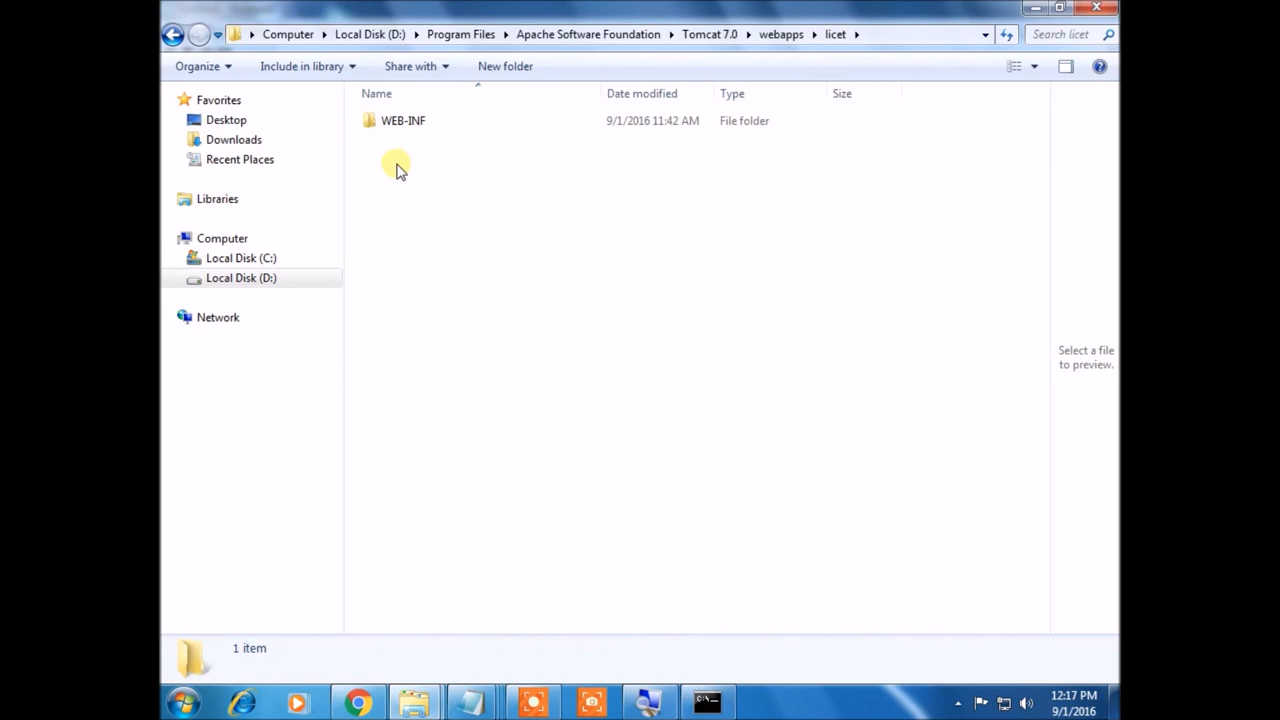 Computer Local Disk (D:) Program Files Apache Software Foundation Tomcat 7.0 webapps licet Search licet
Organize Include in library Share with New folder
Name Date modified Type Size
WEB-INF 9/1/2016 11:42 AM File folder
Favorites
Desktop
Downloads
Recent Places
Libraries
Computer
Local Disk (C:)
Local Disk (D:)
Network
Select a file
to preview.
1 item
12:17 PM
9/1/2016